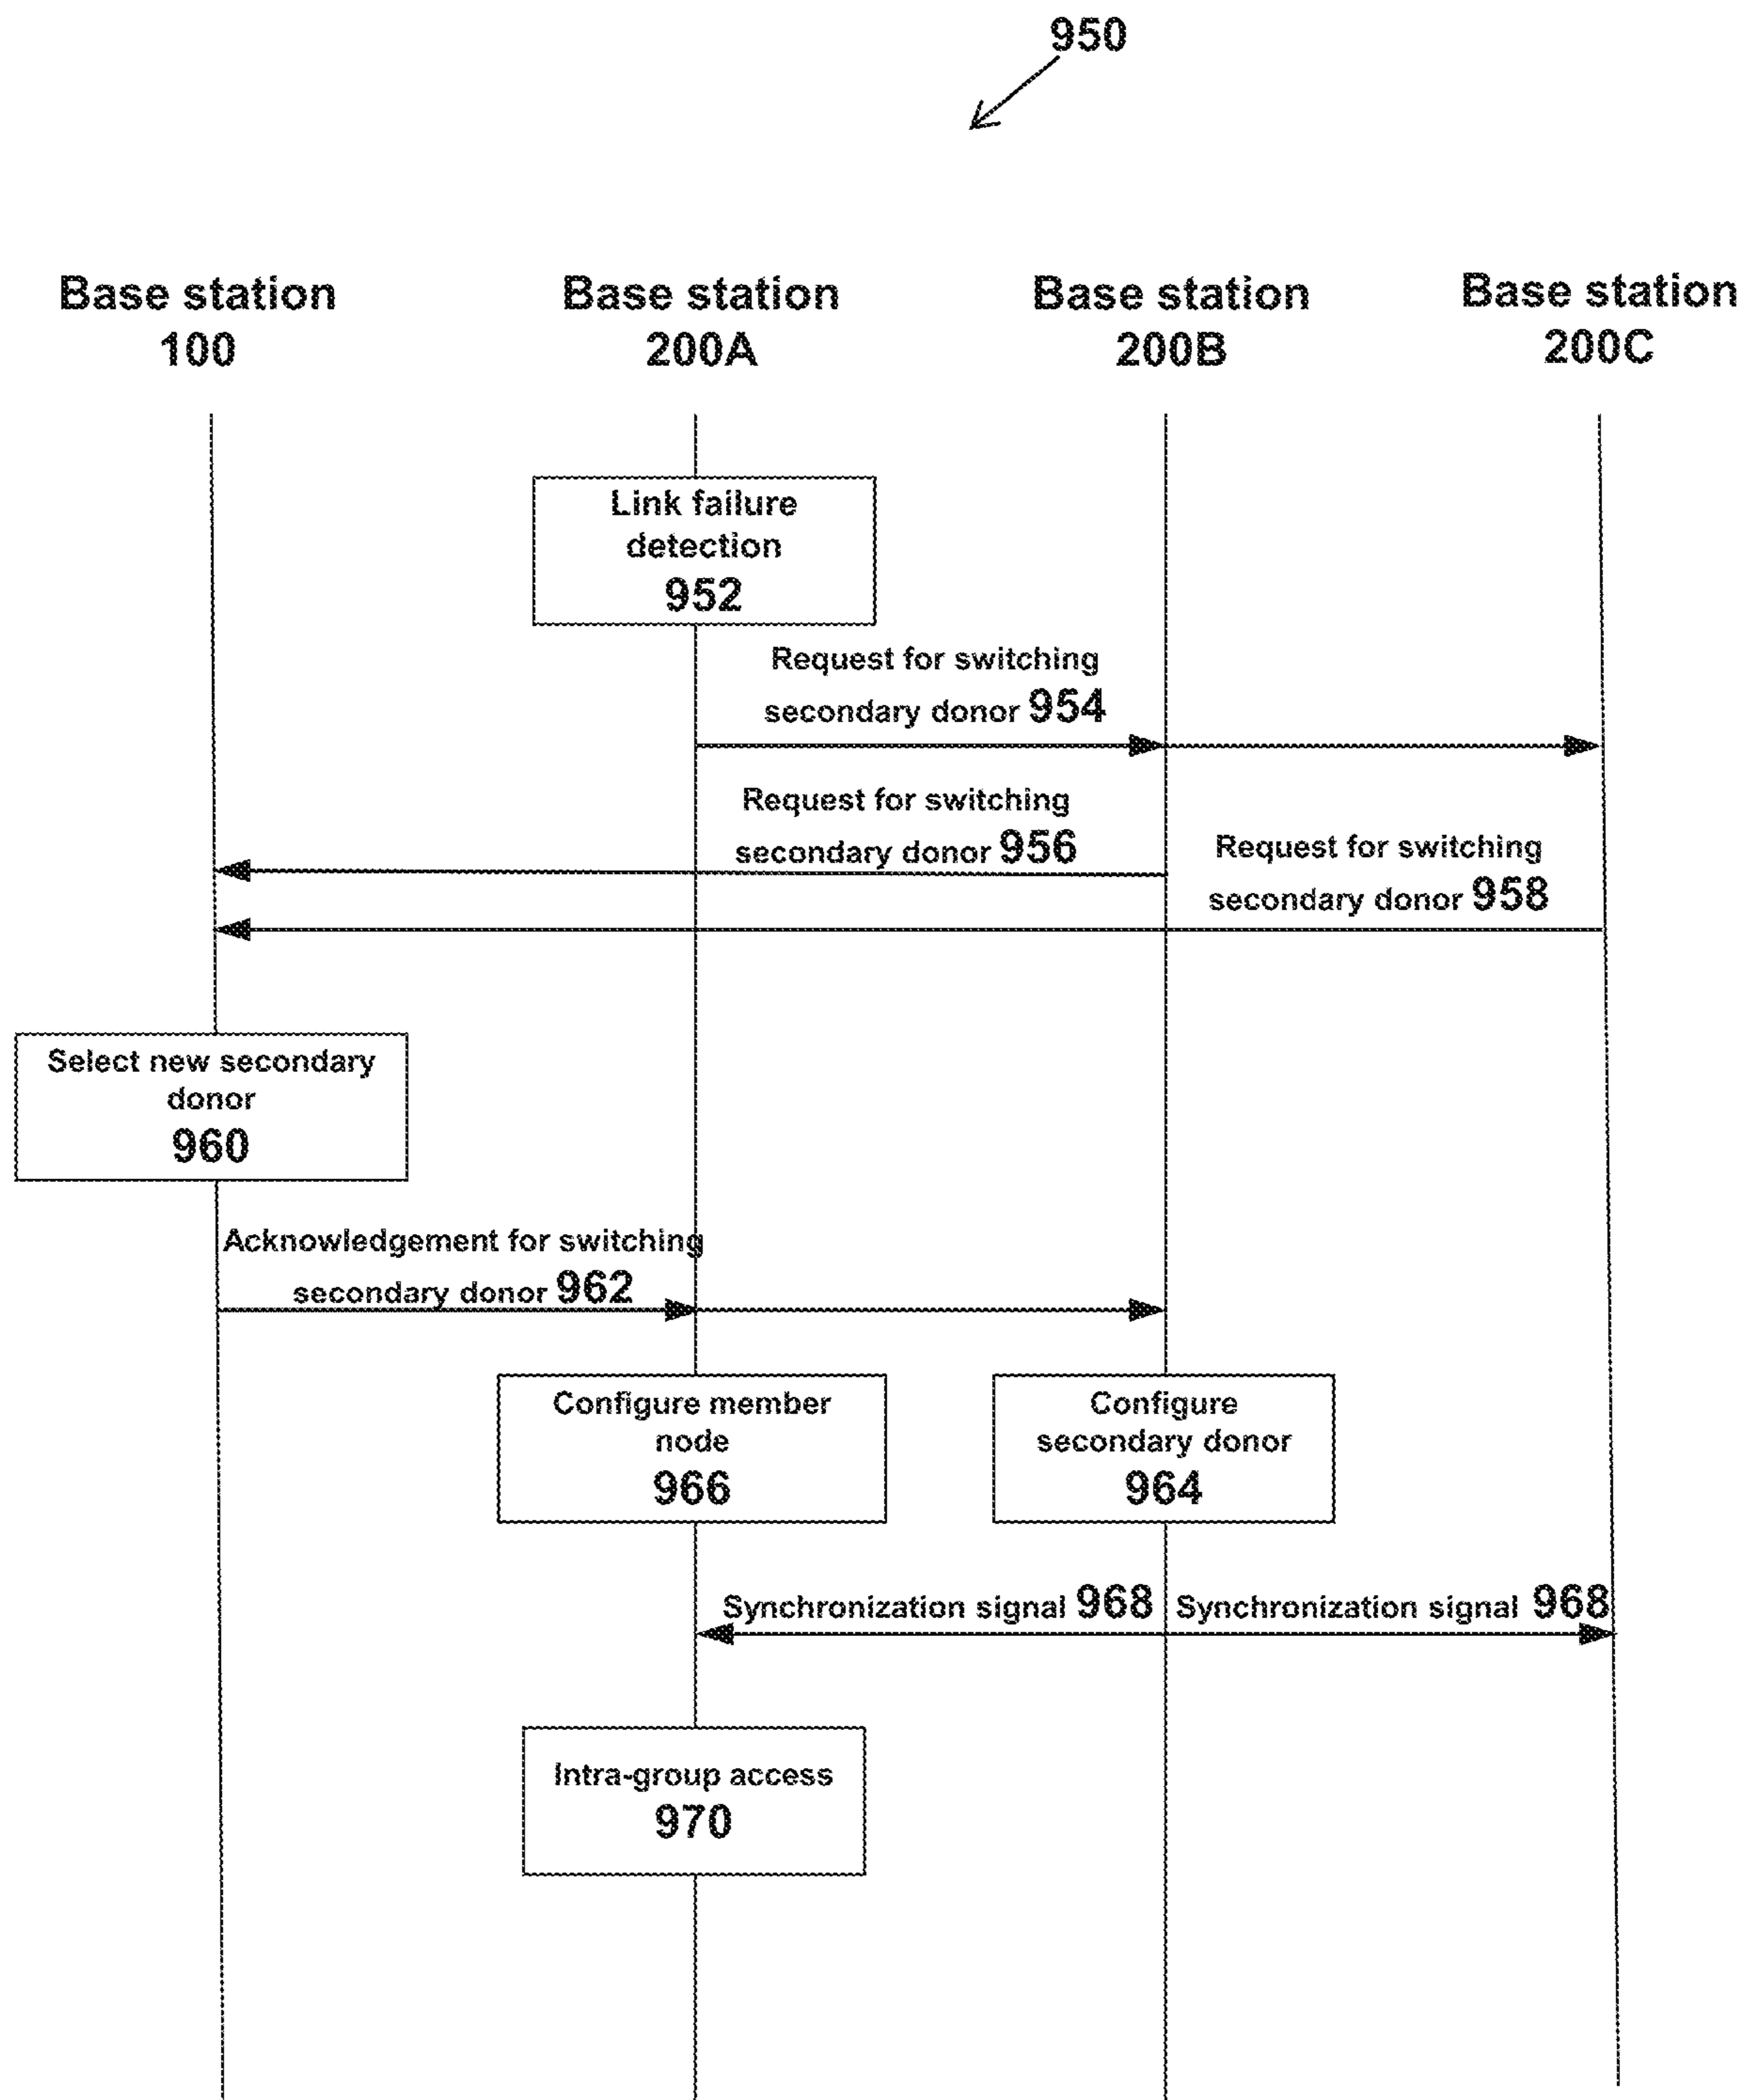 950
Base station
100
Base station
200A
Base station
200B
Base station
200C
Link failure
detection
952
Request for switching
secondary donor 954
Request for switching
secondary donor 956
Request for switching
secondary donor 958
Select new secondary
donor
960
Acknowledgement for switching
secondary donor 962
Configure member
node
966
Configure
secondary donor
964
Synchronization signal 968
Synchronization signal 968
Intra-group access
970